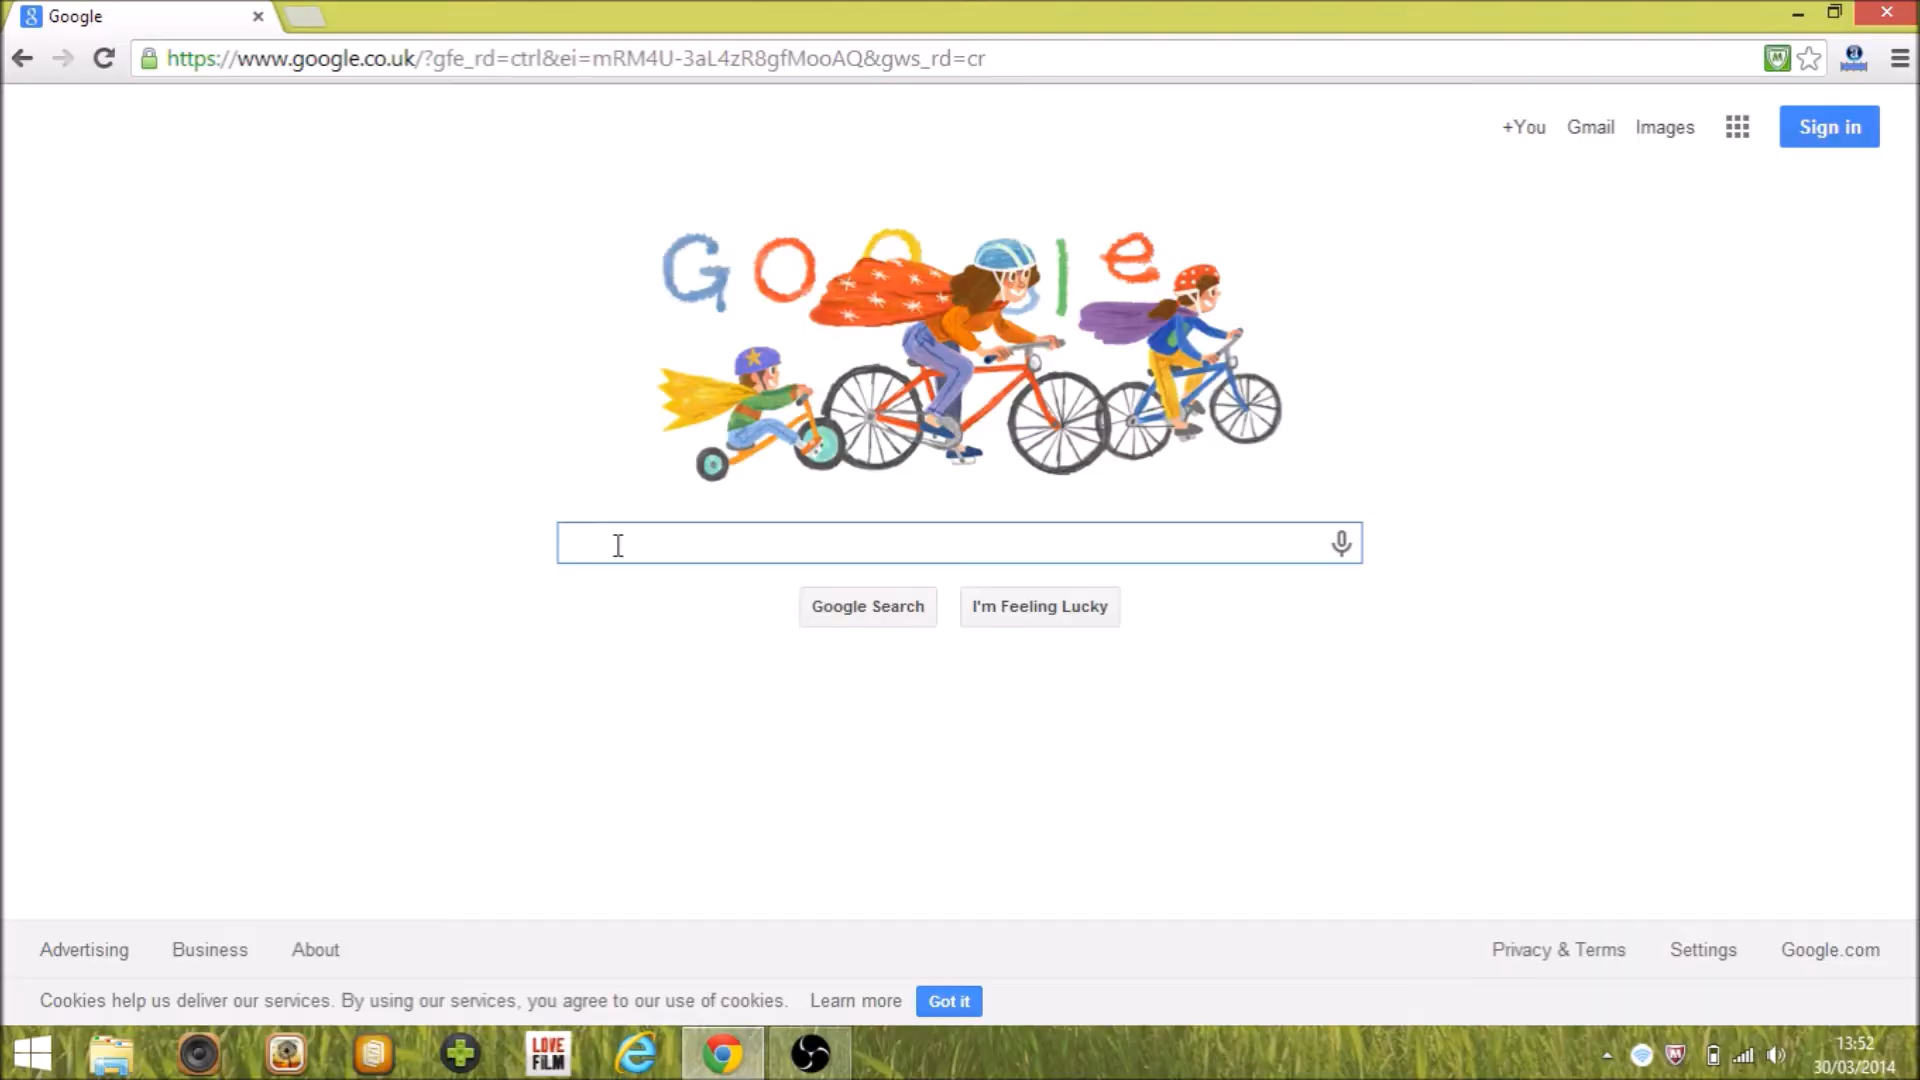 Google
https://www.google.co.uk/?gfe_rd=ctrl&ei=mRM4U-3aL4zR8gfMooAQ&gws_rd=cr
+You Gmail Images Sign in
Google
Google Search I'm Feeling Lucky
Advertising Business About Privacy & Terms Settings Google.com
Cookies help us deliver our services. By using our services, you agree to our use of cookies. Learn more Got it
LOVE
FILM
13:52
30/03/2014